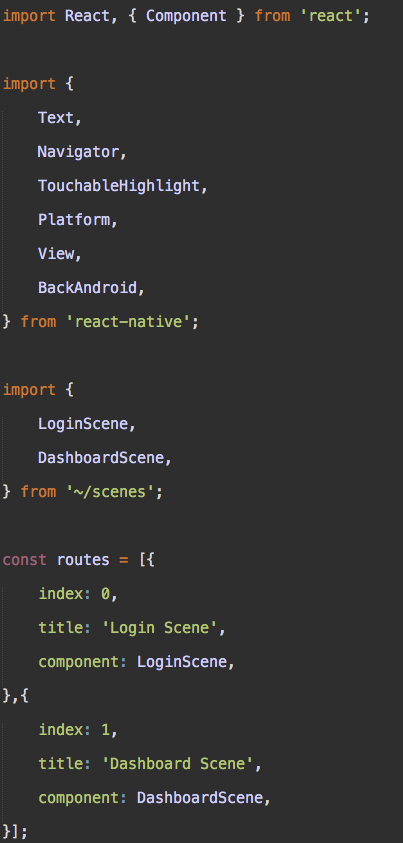 import React, { Component } from 'react';
import {
    Text,
    Navigator,
    TouchableHighlight,
    Platform,
    View,
    BackAndroid,
} from 'react-native';
import {
    LoginScene,
    DashboardScene,
} from '~/scenes';
const routes = [{
    index: 0,
    title: 'Login Scene',
    component: LoginScene,
},{
    index: 1,
    title: 'Dashboard Scene',
    component: DashboardScene,
}];